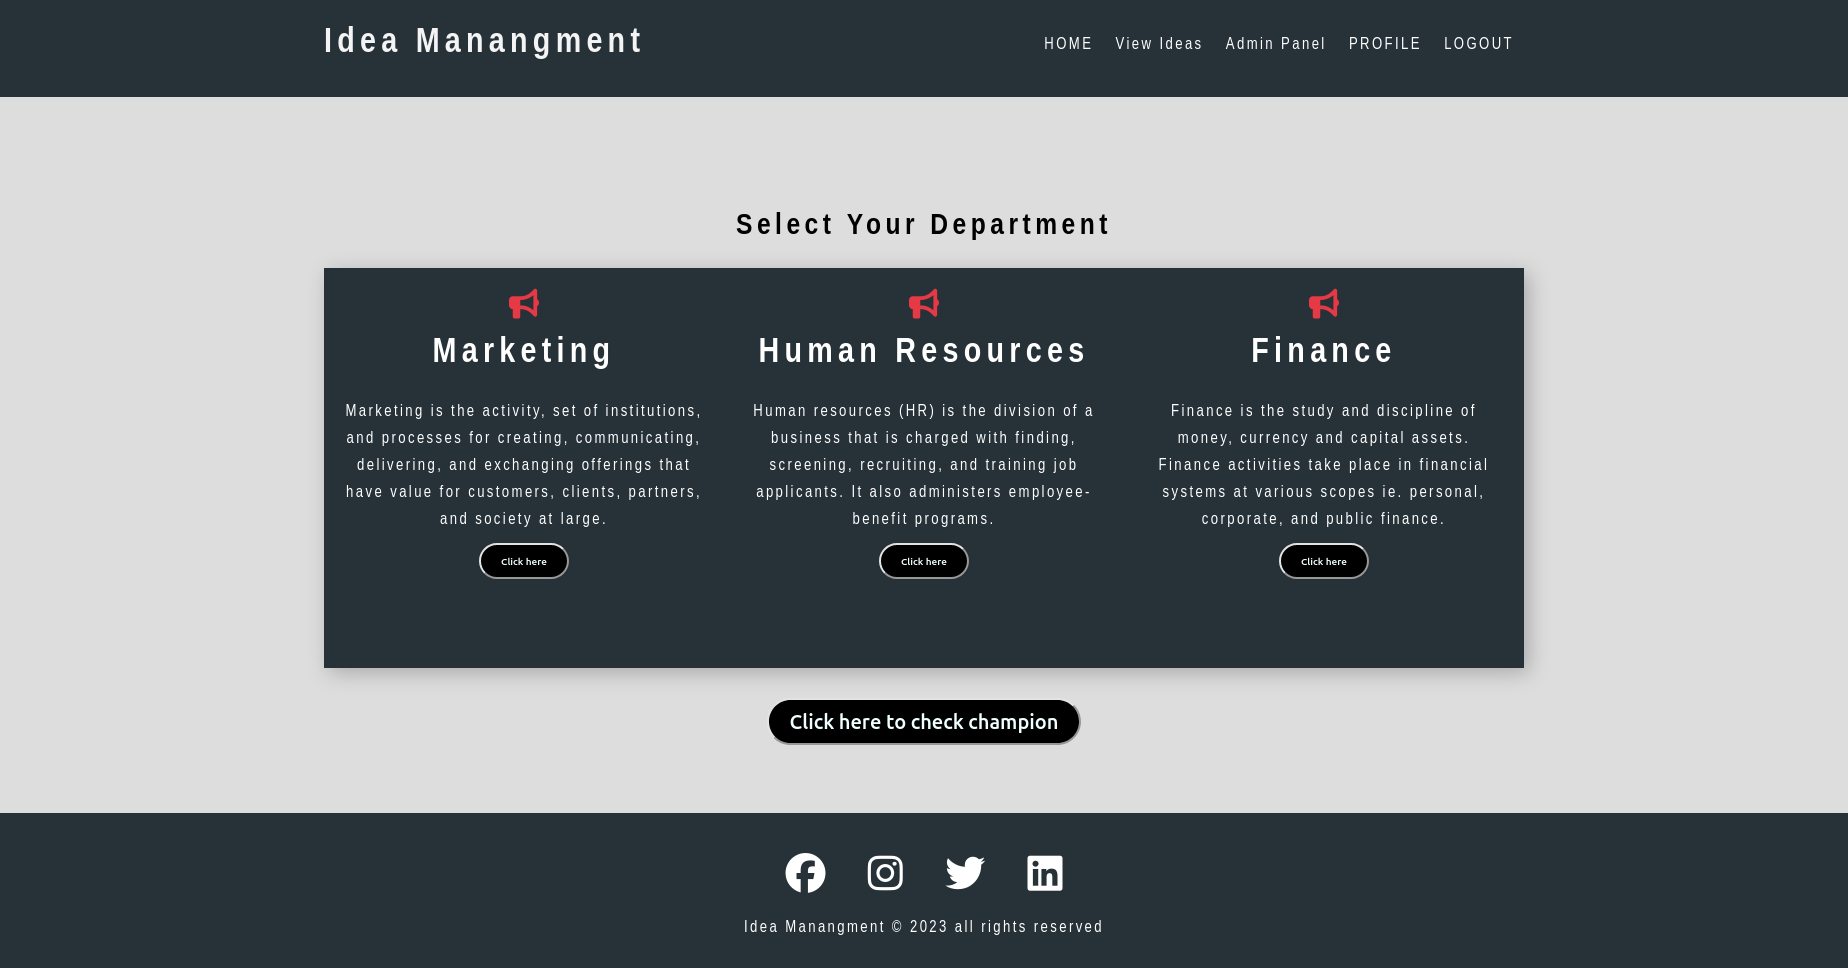 Idea Manangment
HOME View Ideas Admin Panel PROFILE LOGOUT
Select Your Department
Marketing
Marketing is the activity, set of institutions,
and processes for creating, communicating,
delivering, and exchanging offerings that
have value for customers, clients, partners,
and society at large.
Click here
Human Resources
Human resources (HR) is the division of a
business that is charged with finding,
screening, recruiting, and training job
applicants. It also administers employee-
benefit programs.
Click here
Finance
Finance is the study and discipline of
money, currency and capital assets.
Finance activities take place in financial
systems at various scopes ie. personal,
corporate, and public finance.
Click here
Click here to check champion
Idea Manangment © 2023 all rights reserved